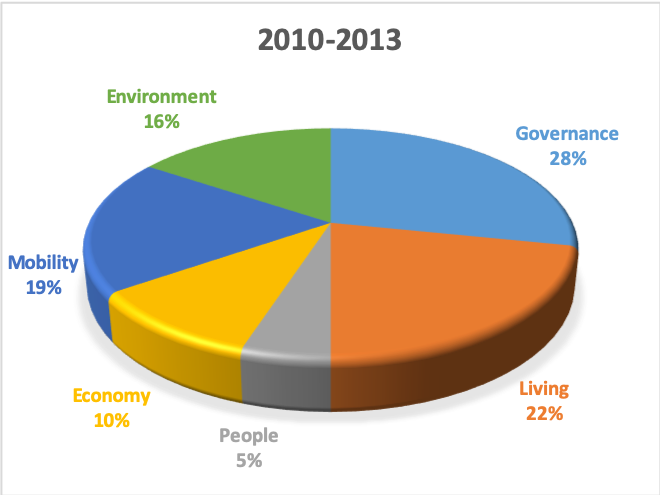 2010-2013
Environment
16%
Governance
28%
Mobility
19%
Living
22%
Economy
10%
People
5%